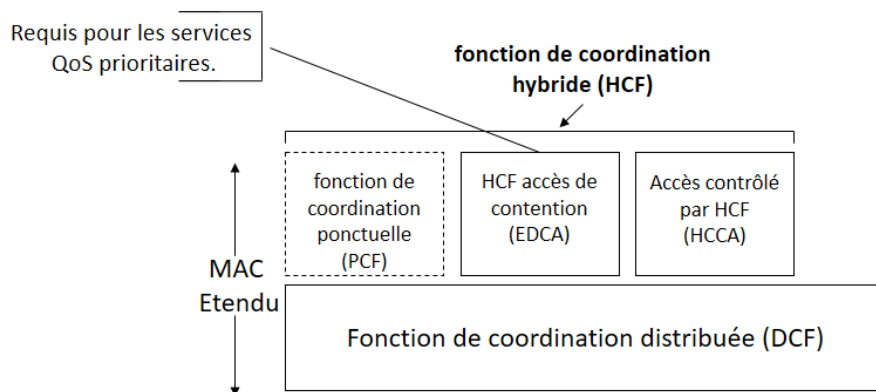 Requis pour les services
QoS prioritaires.
fonction de coordination
hybride (HCF)
fonction de
coordination
ponctuelle
(PCF)
HCF accès de
contention
(EDCA)
Accès contrôlé
par HCF
(HCCA)
MAC
Etendu
Fonction de coordination distribuée (DCF)